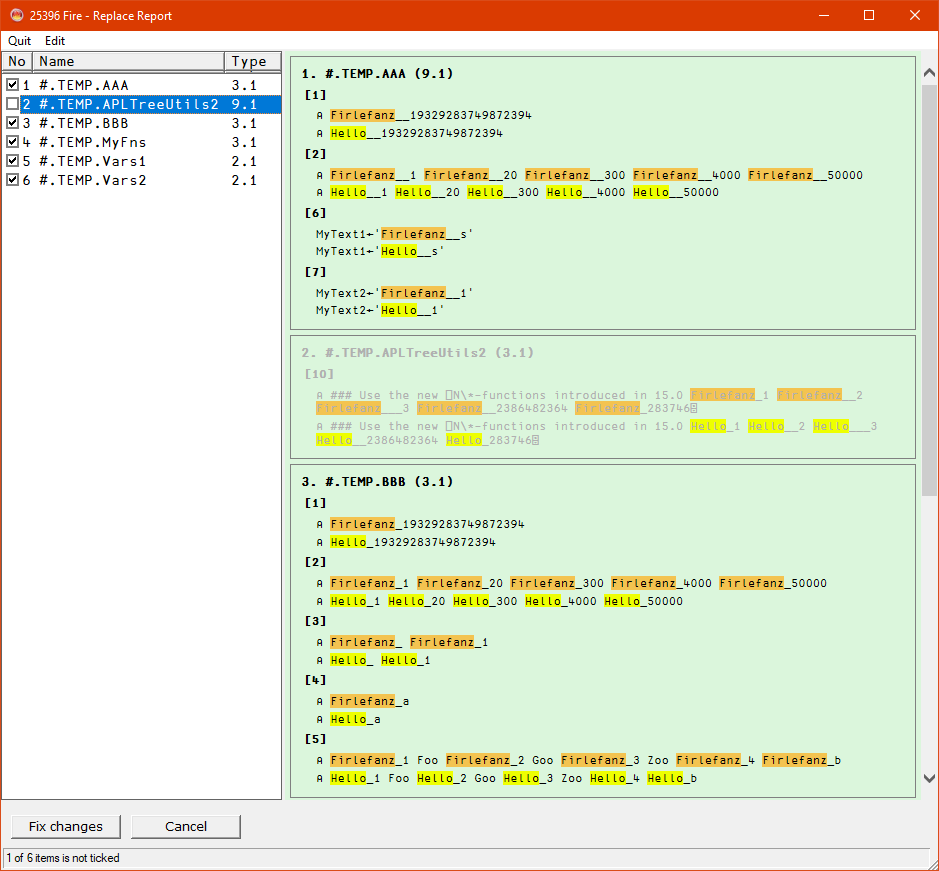 25396 Fire - Replace Report
Quit Edit
No Name Type
1 #.TEMP.AAA 3.1
2 #.TEMP.APLTreeUtils2 9.1
3 #.TEMP.BBB 3.1
4 #.TEMP.MyFns 3.1
5 #.TEMP.Vars1 2.1
6 #.TEMP.Vars2 2.1
1. #.TEMP.AAA (9.1)
[1]
⍝ Firlefanz__19329283749872394
⍝ Hello__19329283749872394
[2]
⍝ Firlefanz__1 Firlefanz__20 Firlefanz__300 Firlefanz__4000 Firlefanz__50000
⍝ Hello__1 Hello__20 Hello__300 Hello__4000 Hello__50000
[6]
MyText1←'Firlefanz__s'
MyText1←'Hello__s'
[7]
MyText2←'Firlefanz__1'
MyText2←'Hello__1'
2. #.TEMP.APLTreeUtils2 (3.1)
[10]
⍝ ### Use the new ⎕N\*-functions introduced in 15.0 Firlefanz_1 Firlefanz__2
Firlefanz___3 Firlefanz__2386482364 Firlefanz_283746⌹
⍝ ### Use the new ⎕N\*-functions introduced in 15.0 Hello_1 Hello__2 Hello___3
Hello__2386482364 Hello_283746⌹
3. #.TEMP.BBB (3.1)
[1]
⍝ Firlefanz_19329283749872394
⍝ Hello_19329283749872394
[2]
⍝ Firlefanz_1 Firlefanz_20 Firlefanz_300 Firlefanz_4000 Firlefanz_50000
⍝ Hello_1 Hello_20 Hello_300 Hello_4000 Hello_50000
[3]
⍝ Firlefanz_ Firlefanz_1
⍝ Hello_ Hello_1
[4]
⍝ Firlefanz_a
⍝ Hello_a
[5]
⍝ Firlefanz_1 Foo Firlefanz_2 Goo Firlefanz_3 Zoo Firlefanz_4 Firlefanz_b
⍝ Hello_1 Foo Hello_2 Goo Hello_3 Zoo Hello_4 Hello_b
Fix changes Cancel
1 of 6 items is not ticked